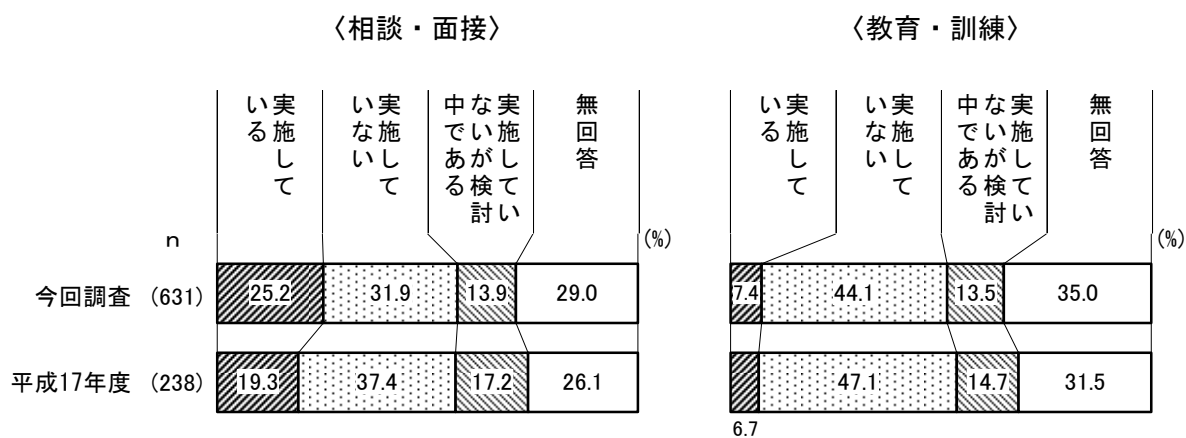 〈相談・面接〉
〈教育・訓練〉
実施して
いる
実施して
いない
実施してい
ないが検討
中である
無回答
実施して
いる
実施して
いない
実施してい
ないが検討
中である
無回答
n
(%)
(%)
今回調査 (631) 25.2 31.9 13.9 29.0
7.4 44.1 13.5 35.0
平成17年度 (238) 19.3 37.4 17.2 26.1
47.1 14.7 31.5
6.7